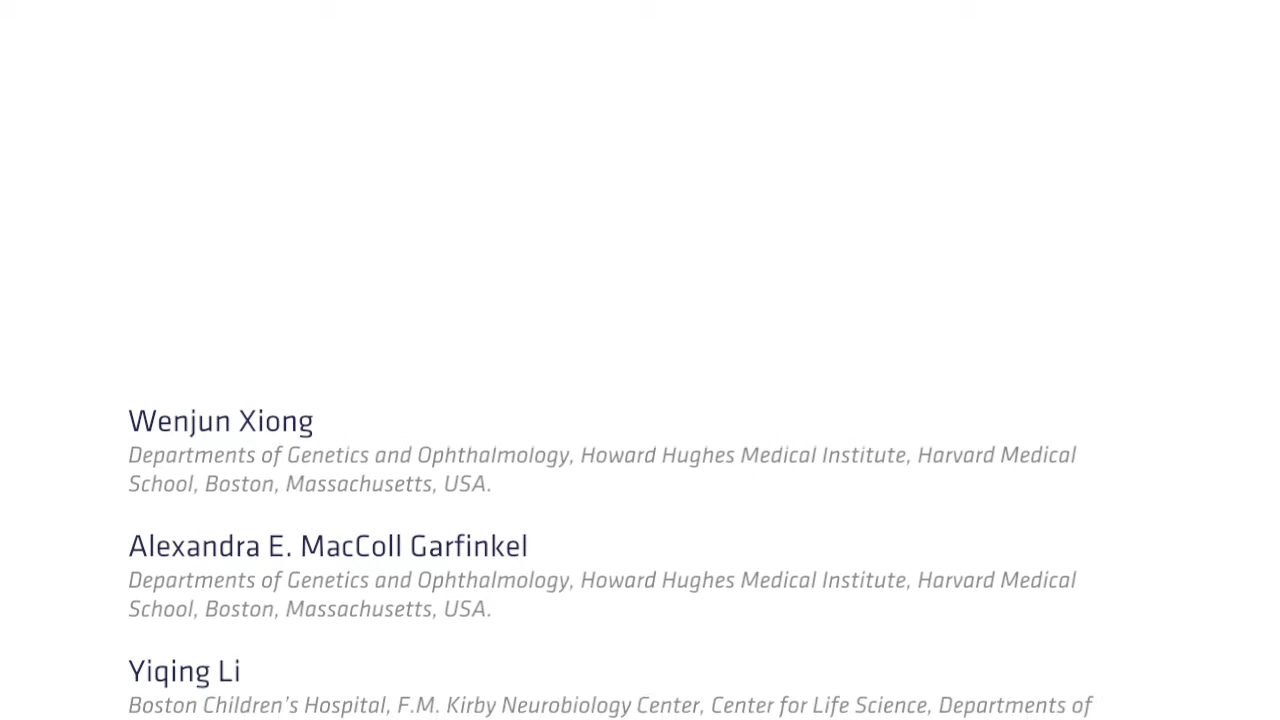 Wenjun Xiong
Departments of Genetics and Ophthalmology, Howard Hughes Medical Institute, Harvard Medical
School, Boston, Massachusetts, USA.
Alexandra E. MacColl Garfinkel
Departments of Genetics and Ophthalmology, Howard Hughes Medical Institute, Harvard Medical
School, Boston, Massachusetts, USA.
Yiqing Li
Boston Children’s Hospital, F.M. Kirby Neurobiology Center, Center for Life Science, Departments of